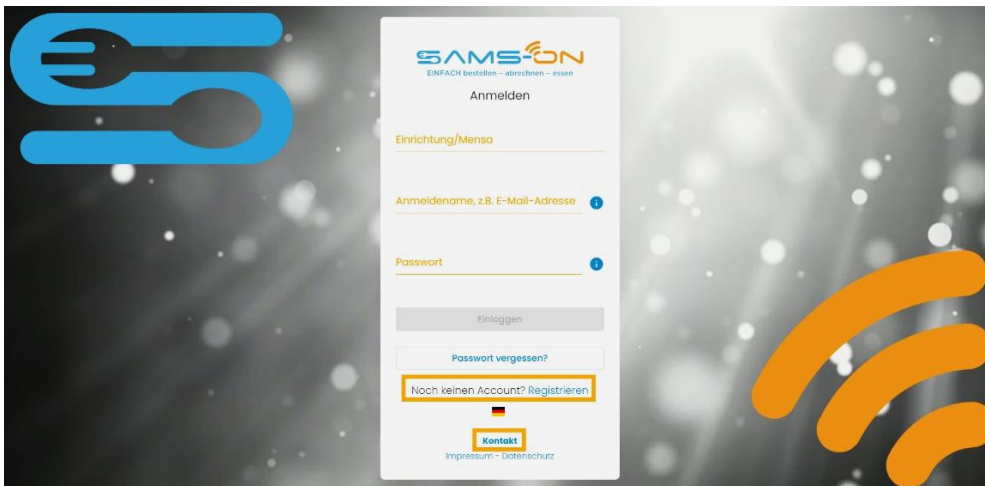 SAMS-ON
EINFACH bestellen – abrechnen – essen
Anmelden
Einrichtung/Mensa
Anmeldename, z.B. E-Mail-Adresse
Passwort
Einloggen
Passwort vergessen?
Noch keinen Account? Registrieren
Kontakt
Impressum - Datenschutz